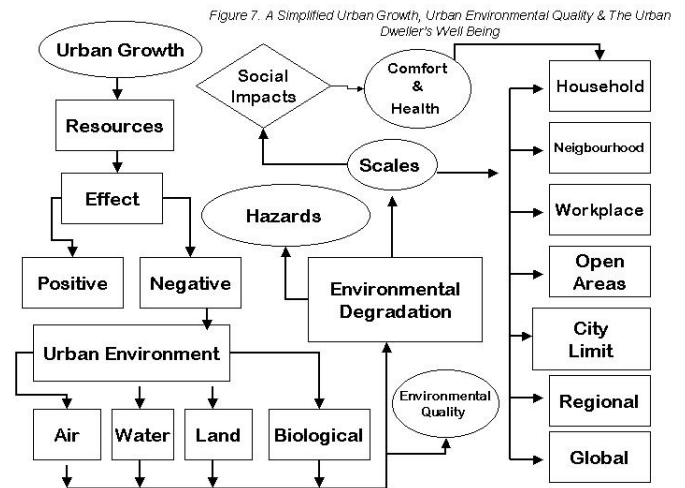 Figure 7. A Simplified Urban Growth, Urban Environmental Quality & The Urban
Dweller's Well Being
Urban Growth
Social
Impacts
Comfort
&
Health
Household
Resources
Neigbourhood
Scales
Effect
Hazards
Workplace
Positive
Negative
Environmental
Degradation
Open
Areas
Urban Environment
City
Limit
Environmental
Quality
Regional
Air
Water
Land
Biological
Global